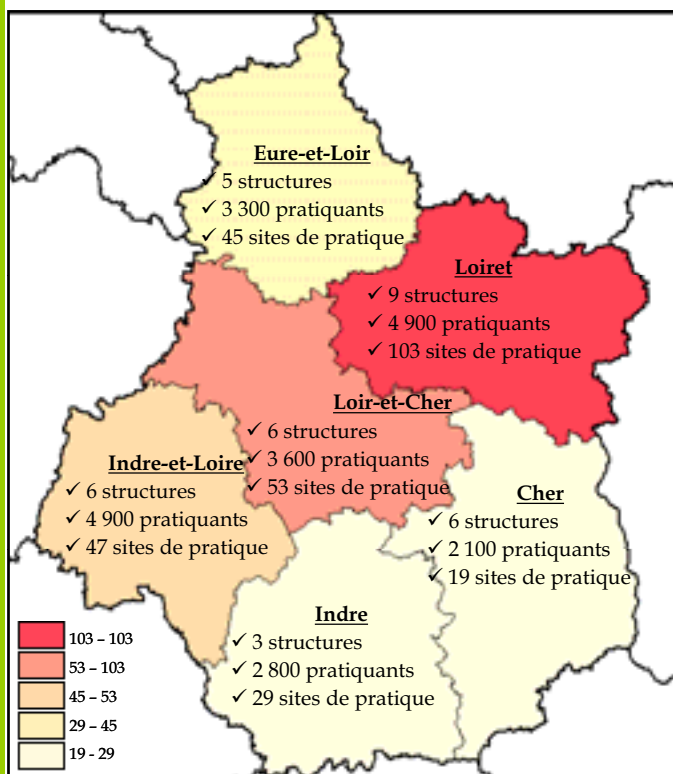 Eure-et-Loir
✓ 5 structures
✓ 3 300 pratiquants
✓ 45 sites de pratique
Loiret
✓ 9 structures
✓ 4 900 pratiquants
✓ 103 sites de pratique
Loir-et-Cher
✓ 6 structures
✓ 3 600 pratiquants
✓ 53 sites de pratique
Indre-et-Loire
✓ 6 structures
✓ 4 900 pratiquants
✓ 47 sites de pratique
Cher
✓ 6 structures
✓ 2 100 pratiquants
✓ 19 sites de pratique
Indre
✓ 3 structures
✓ 2 800 pratiquants
✓ 29 sites de pratique
103 – 103
53 – 103
45 – 53
29 – 45
19 - 29